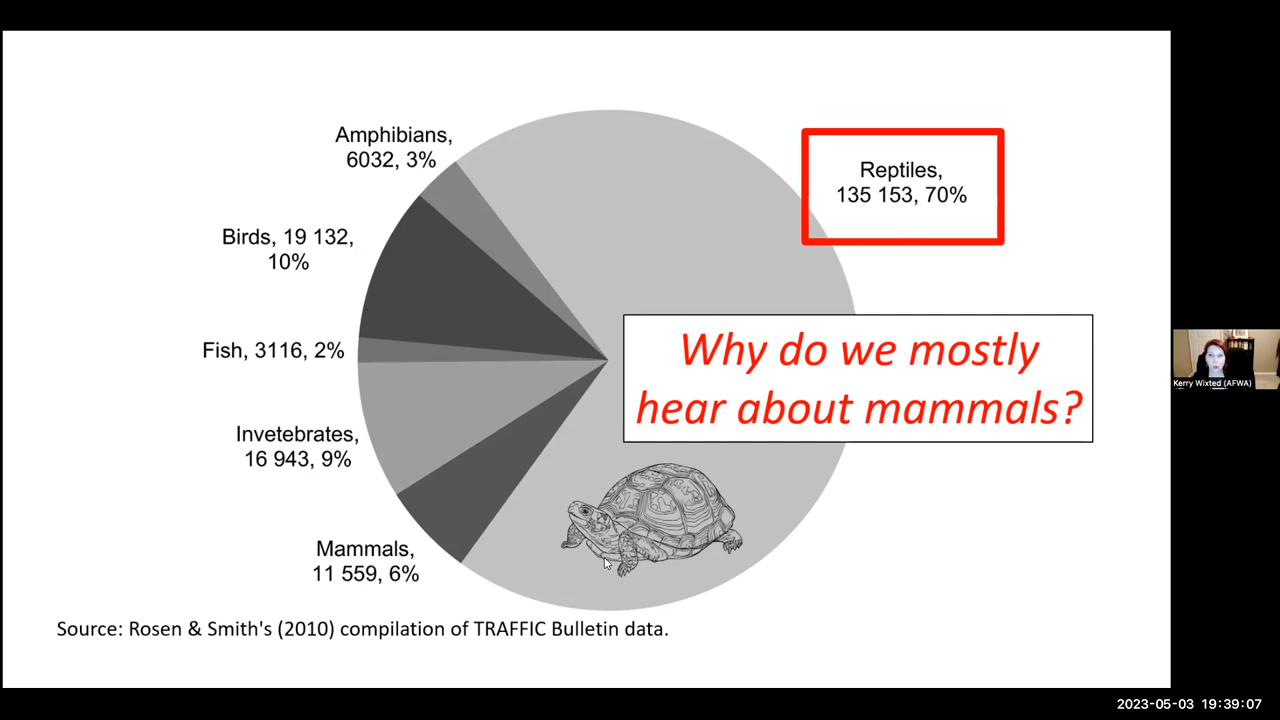 Amphibians,
6032, 3%
Reptiles,
135 153, 70%
Birds, 19 132,
10%
Fish, 3116, 2%
Why do we mostly
hear about mammals?
Invetebrates,
16 943, 9%
Mammals,
11 559, 6%
Source: Rosen & Smith's (2010) compilation of TRAFFIC Bulletin data.
Kerry Wixted (AFWA)
2023-05-03 19:39:07